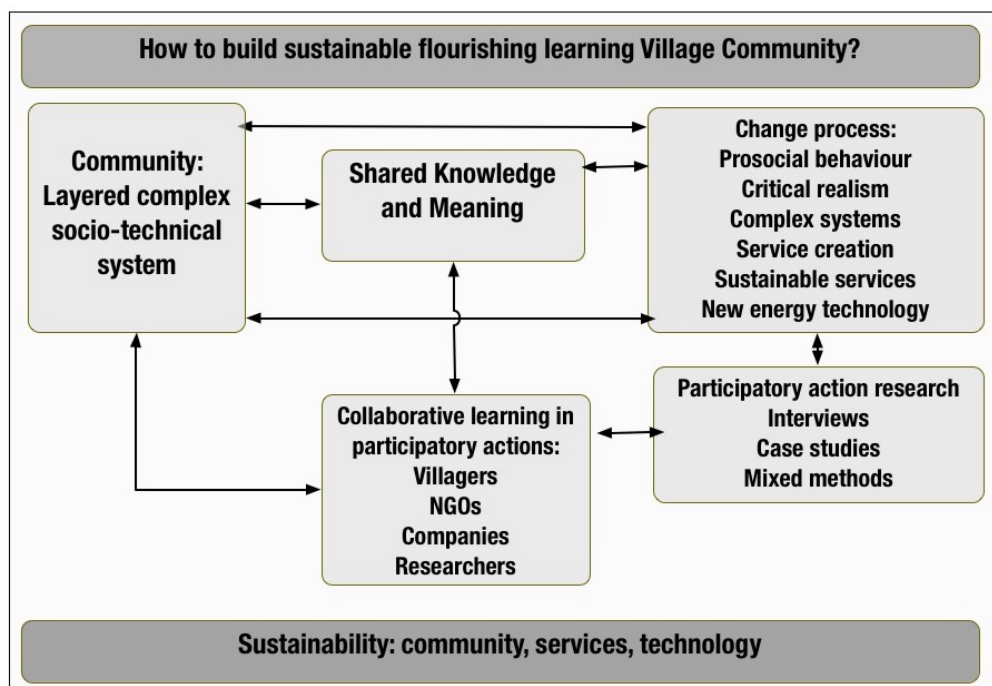 How to build sustainable flourishing learning Village Community?
Community:
Layered complex
socio-technical
system
Shared Knowledge
and Meaning
Change process:
Prosocial behaviour
Critical realism
Complex systems
Service creation
Sustainable services
New energy technology
Collaborative learning in
participatory actions:
Villagers
NGOs
Companies
Researchers
Participatory action research
Interviews
Case studies
Mixed methods
Sustainability: community, services, technology